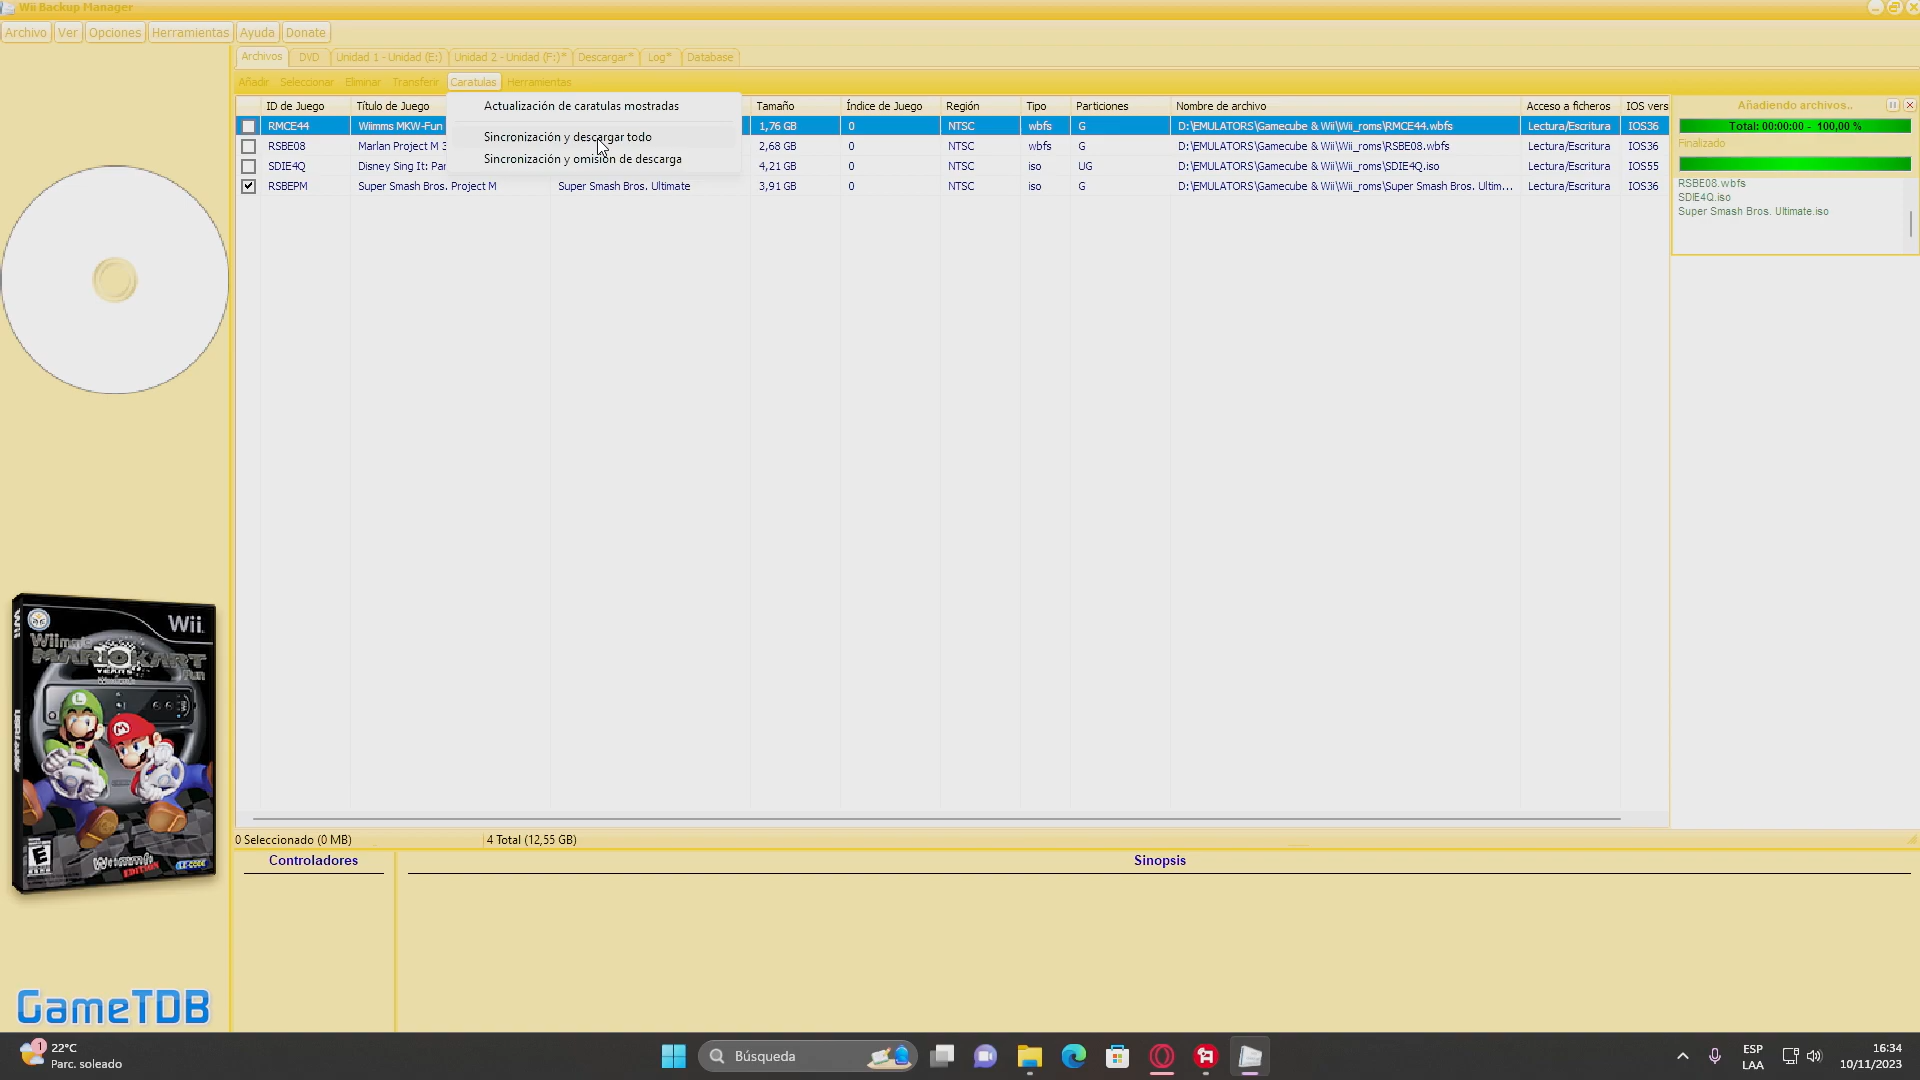 Wii Backup Manager
Archivo Ver Opciones Herramientas Ayuda Donate
Archivos DVD Unidad 1 - Unidad (E:) Unidad 2 - Unidad (F:)* Descargar* Log* Database
Añadir Seleccionar Eliminar Transferir Caratulas Herramientas
Actualización de caratulas mostradas
Sincronización y descargar todo
Sincronización y omisión de descarga
ID de Juego Título de Juego Tamaño Índice de Juego Región Tipo Particiones Nombre de archivo Acceso a ficheros IOS vers
RMCE44 Wiimms MKW-Fun 1,76 GB 0 NTSC wbfs G D:\EMULATORS\Gamecube & Wii\Wii_roms\RMCE44.wbfs Lectura/Escritura IOS36
RSBE08 Marlan Project M 3 2,68 GB 0 NTSC wbfs G D:\EMULATORS\Gamecube & Wii\Wii_roms\RSBE08.wbfs Lectura/Escritura IOS36
SDIE4Q Disney Sing It: Par 4,21 GB 0 NTSC iso UG D:\EMULATORS\Gamecube & Wii\Wii_roms\SDIE4Q.iso Lectura/Escritura IOS55
RSBEPM Super Smash Bros. Project M Super Smash Bros. Ultimate 3,91 GB 0 NTSC iso G D:\EMULATORS\Gamecube & Wii\Wii_roms\Super Smash Bros. Ultim... Lectura/Escritura IOS36
Añadiendo archivos..
Total: 00:00:00 - 100,00 %
Finalizado
RSBE08.wbfs
SDIE4Q.iso
Super Smash Bros. Ultimate.iso
Wii
Wiimm's
MARIOKART
YEARS
Fun
E
EDITION
0 Seleccionado (0 MB) 4 Total (12,55 GB)
Controladores Sinopsis
GameTDB
1
22°C
Parc. soleado
Búsqueda
ESP
LAA
16:34
10/11/2023